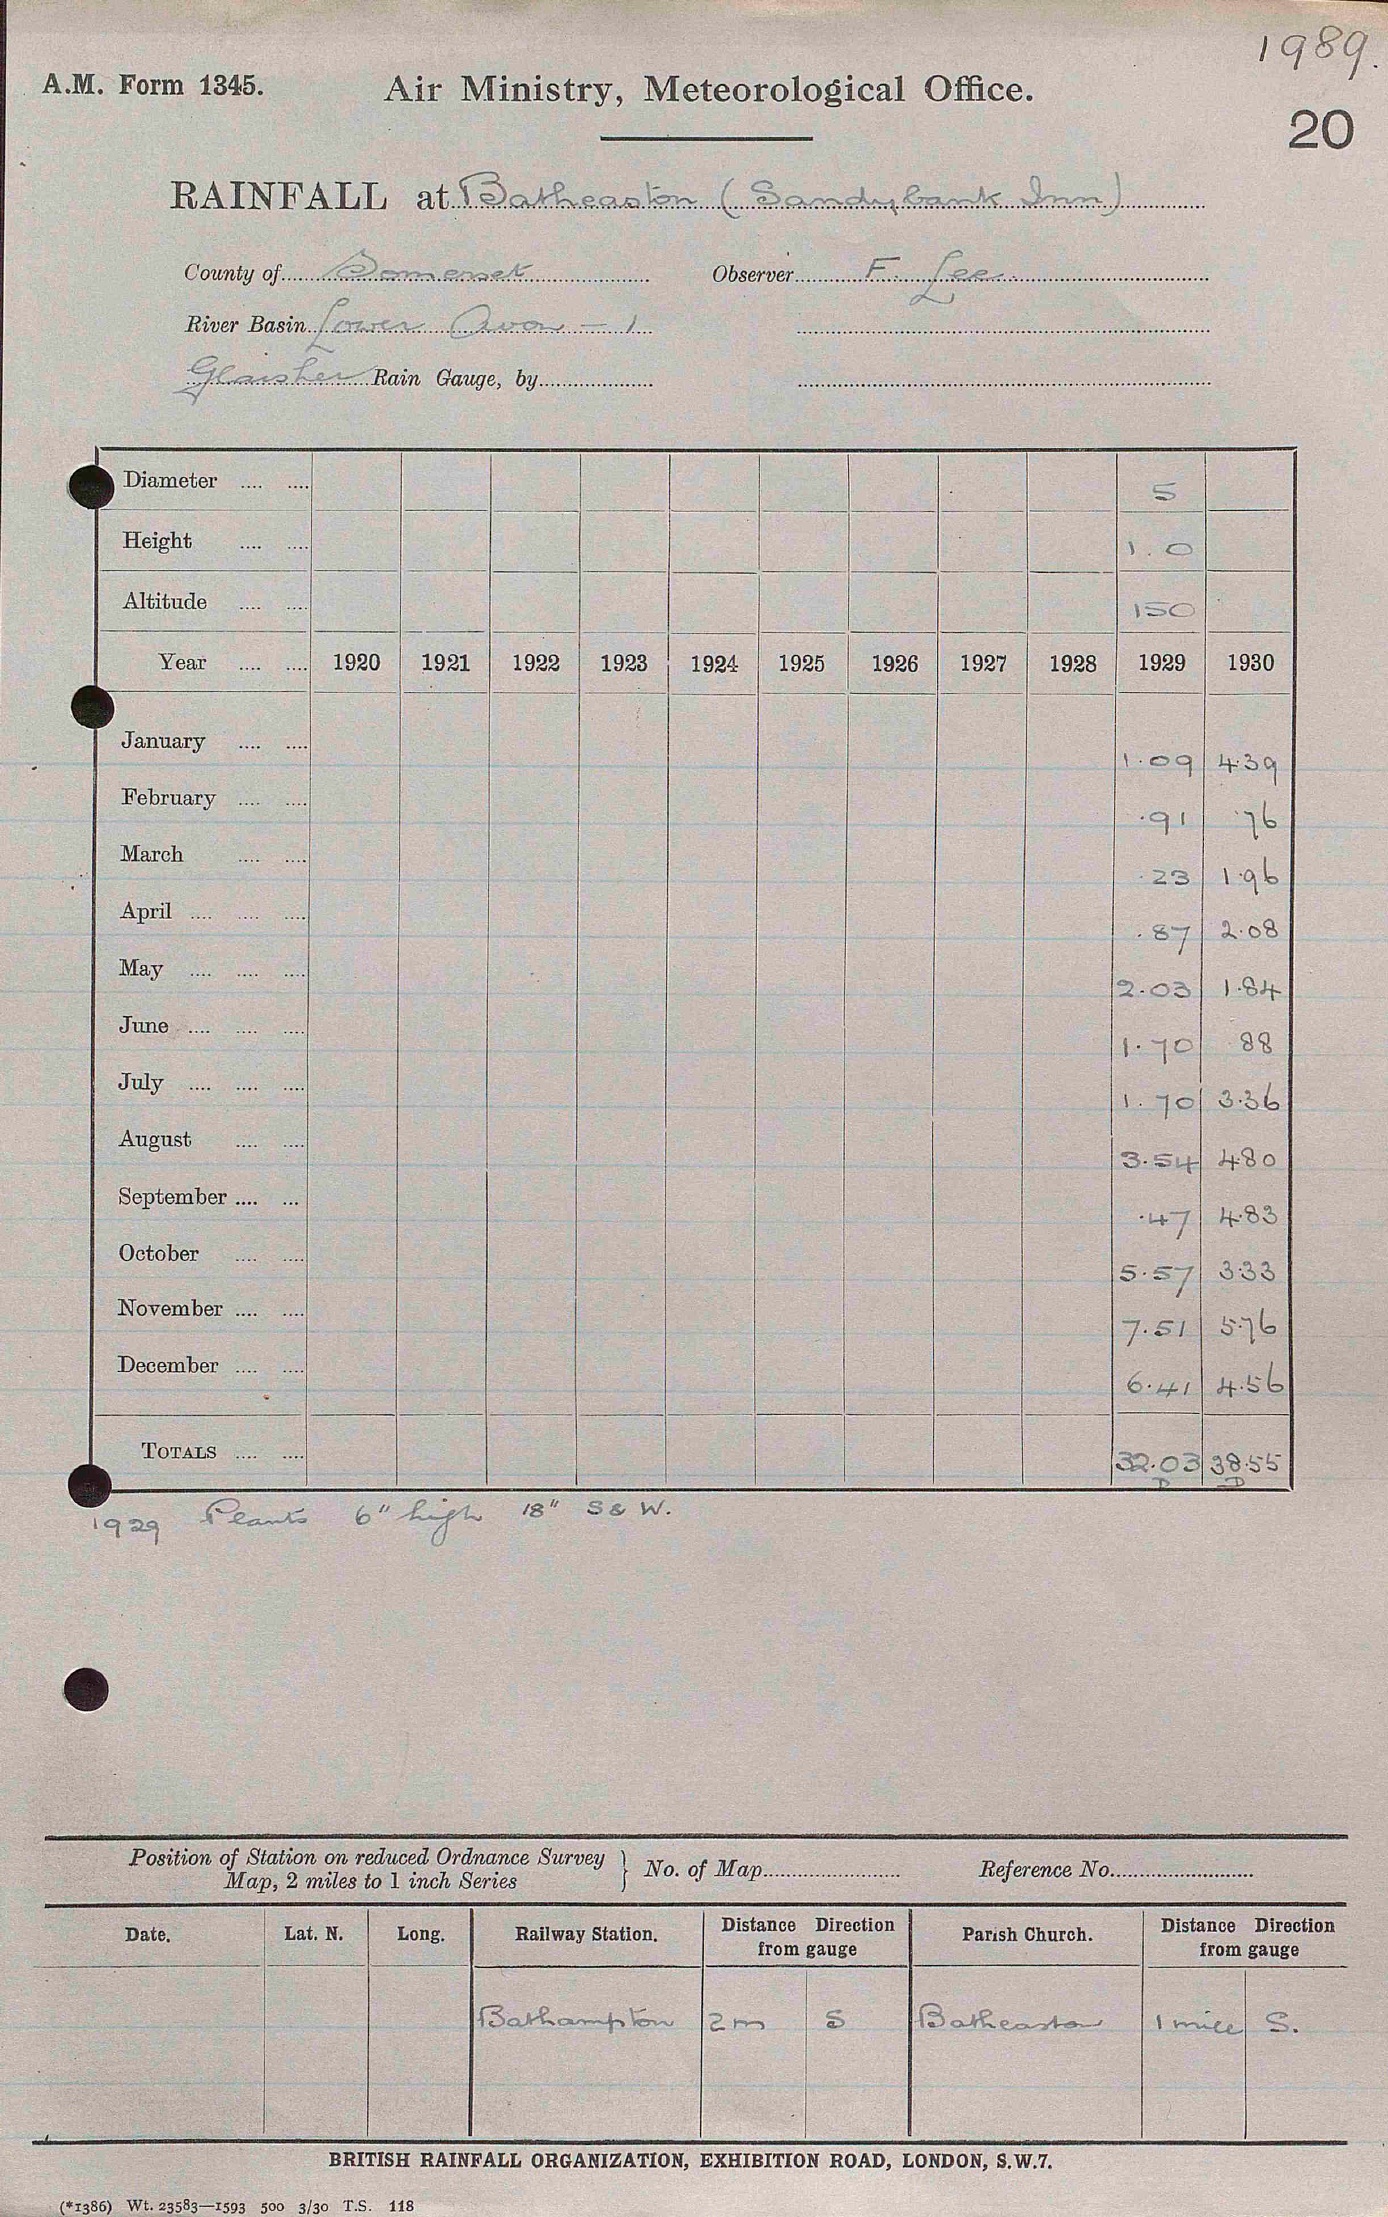 1989.
A.M. Form 1345. Air Ministry, Meteorological Office.
20
RAINFALL at Batheaston (Sandybank Inn)
County of Somerset Observer F. Lee
River Basin Lower Avon - 1
Glaisher Rain Gauge, by
Diameter 5
Height 1.0
Altitude 150
Year 1920 1921 1922 1923 1924 1925 1926 1927 1928 1929 1930
January 1.09 4.39
February .91 .76
March .23 1.96
April .87 2.08
May 2.03 1.84
June 1.70 .88
July 1.70 3.36
August 3.54 4.80
September .47 4.83
October 5.57 3.33
November 7.51 5.76
December 6.41 4.56
TOTALS 32.03 38.55
D D
1929 Plants 6" high 18" S & W.
Position of Station on reduced Ordnance Survey } No. of Map Reference No.
Map, 2 miles to 1 inch Series
Date. Lat. N. Long. Railway Station. Distance Direction Parish Church. Distance Direction
from gauge from gauge
Bathampton 2m S Batheaston 1 mile S.
BRITISH RAINFALL ORGANIZATION, EXHIBITION ROAD, LONDON, S.W.7.
(*1386) Wt. 23583—1593 500 3/30 T.S. 118